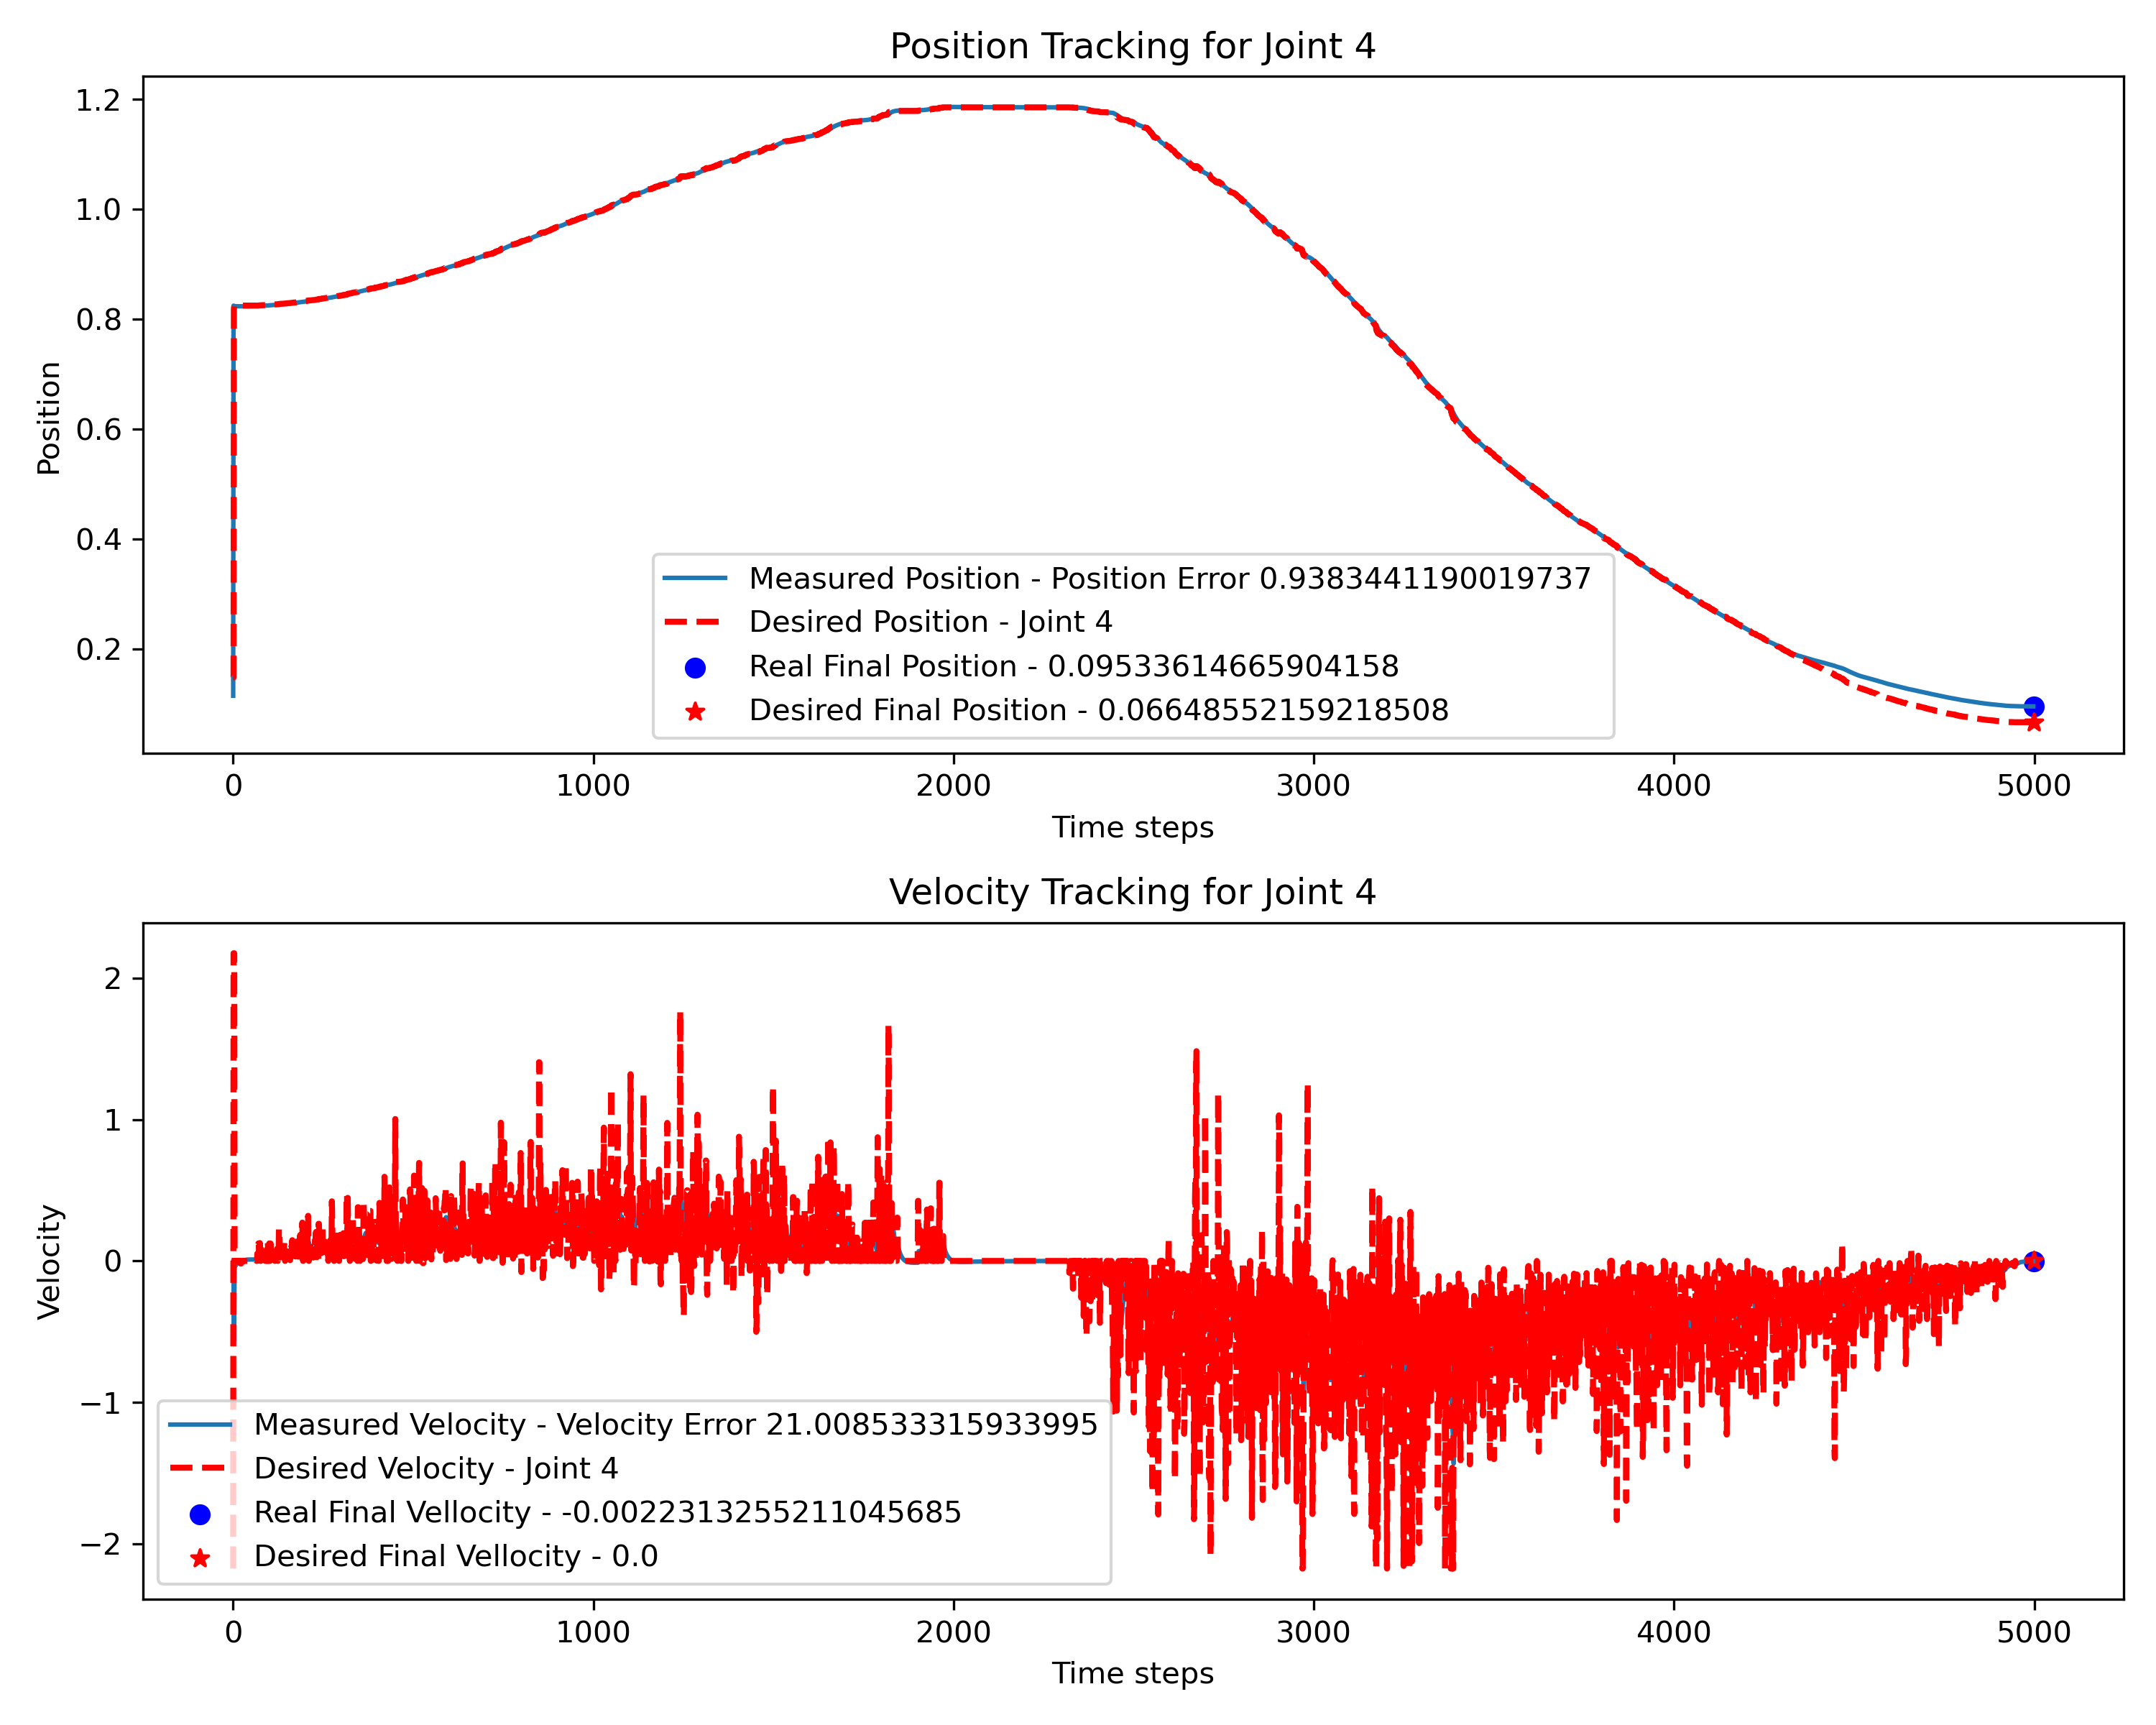 Position Tracking for Joint 4
1.2
1.0
0.8
0.6
0.4
0.2
Position
Measured Position - Position Error 0.9383441190019737
Desired Position - Joint 4
Real Final Position - 0.09533614665904158
Desired Final Position - 0.06648552159218508
0 1000 2000 3000 4000 5000
Time steps
Velocity Tracking for Joint 4
2
1
0
−1
−2
Velocity
Measured Velocity - Velocity Error 21.008533315933995
Desired Velocity - Joint 4
Real Final Vellocity - -0.0022313255211045685
Desired Final Vellocity - 0.0
0 1000 2000 3000 4000 5000
Time steps